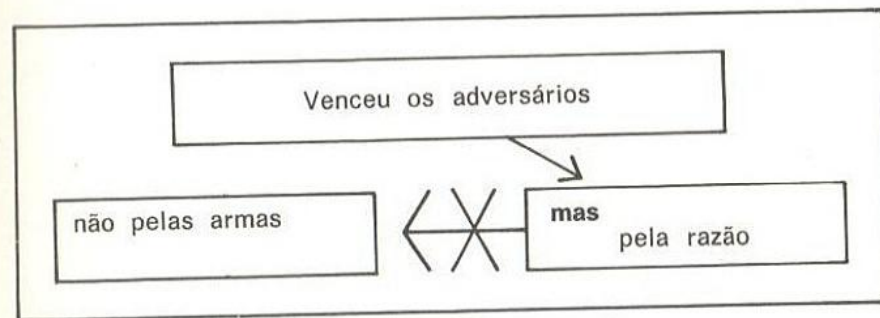 Venceu os adversários
não pelas armas
mas
pela razão